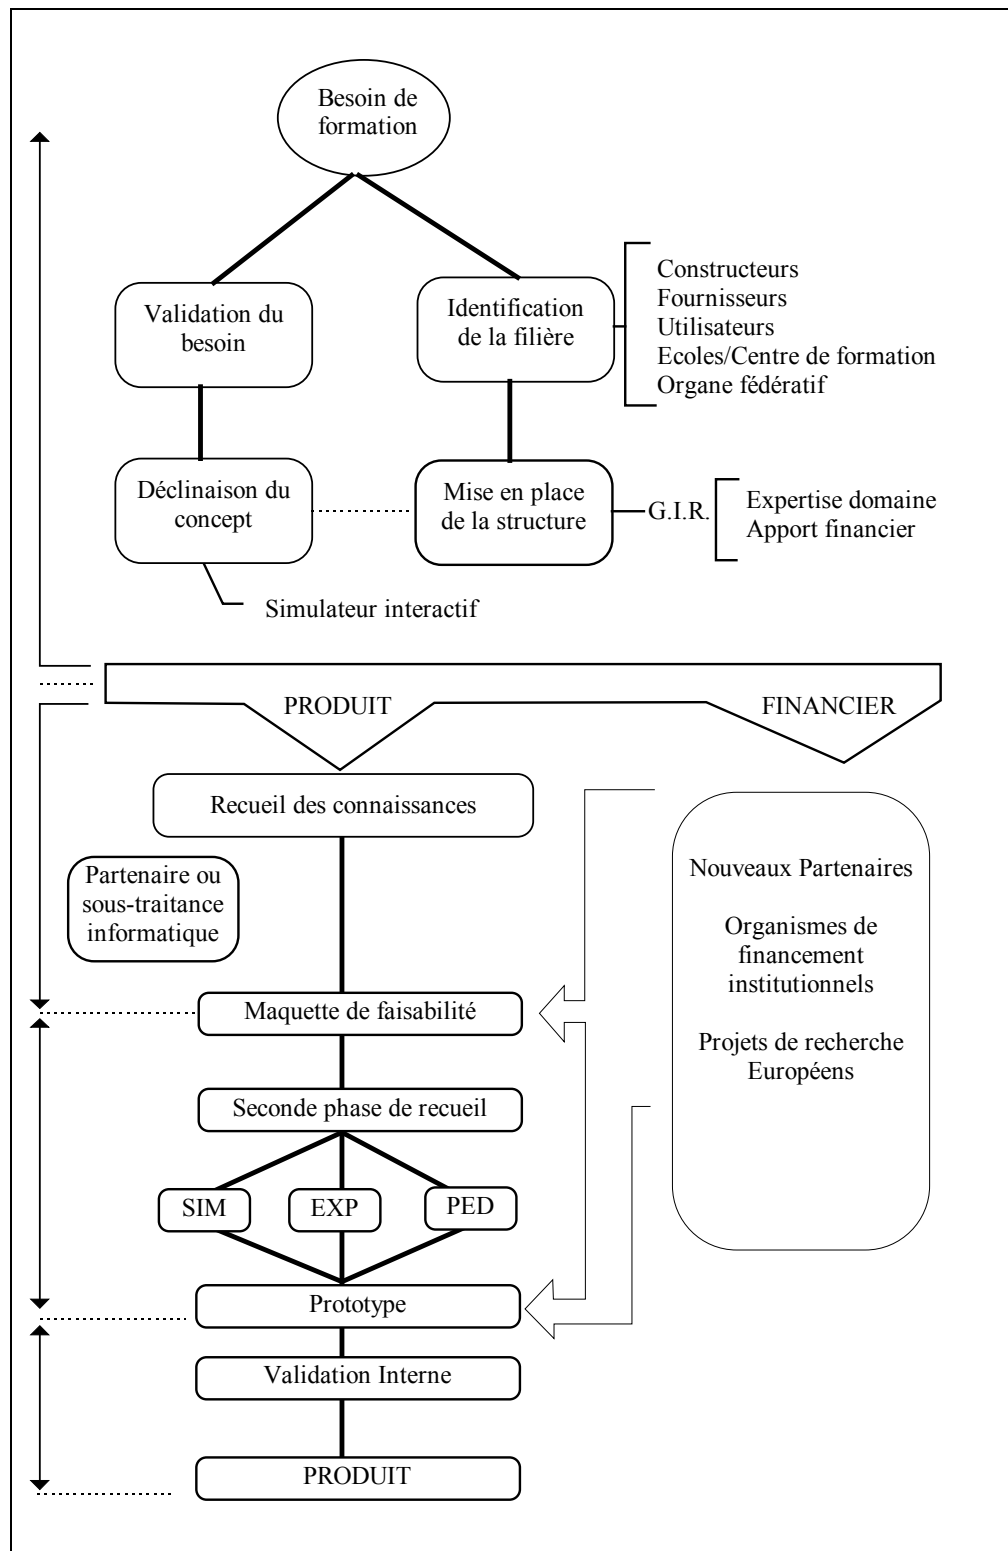 Besoin de
formation
Validation du
besoin
Identification
de la filière
Constructeurs
Fournisseurs
Utilisateurs
Ecoles/Centre de formation
Organe fédératif
Déclinaison du
concept
Mise en place
de la structure
G.I.R.
Expertise domaine
Apport financier
Simulateur interactif
PRODUIT
FINANCIER
Recueil des connaissances
Partenaire ou
sous-traitance
informatique
Nouveaux Partenaires
Organismes de
financement
institutionnels
Projets de recherche
Européens
Maquette de faisabilité
Seconde phase de recueil
SIM
EXP
PED
Prototype
Validation Interne
PRODUIT